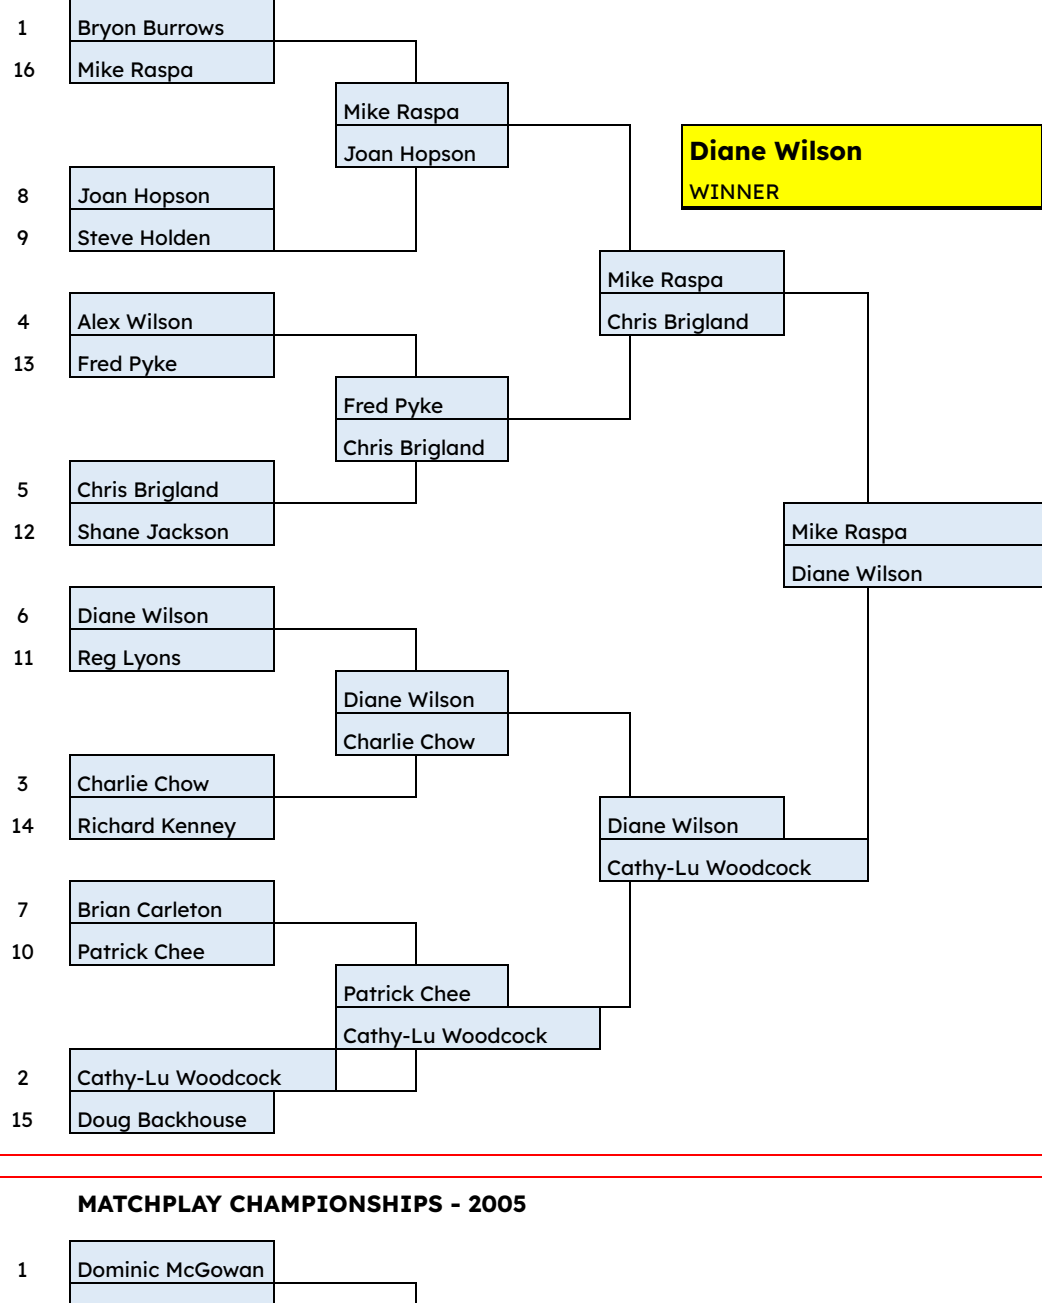 1 Bryon Burrows
16 Mike Raspa
Mike Raspa
Joan Hopson
Diane Wilson
WINNER
8 Joan Hopson
9 Steve Holden
Mike Raspa
Chris Brigland
4 Alex Wilson
13 Fred Pyke
Fred Pyke
Chris Brigland
5 Chris Brigland
12 Shane Jackson
Mike Raspa
Diane Wilson
6 Diane Wilson
11 Reg Lyons
Diane Wilson
Charlie Chow
3 Charlie Chow
14 Richard Kenney
Diane Wilson
Cathy-Lu Woodcock
7 Brian Carleton
10 Patrick Chee
Patrick Chee
Cathy-Lu Woodcock
2 Cathy-Lu Woodcock
15 Doug Backhouse
MATCHPLAY CHAMPIONSHIPS - 2005
1 Dominic McGowan